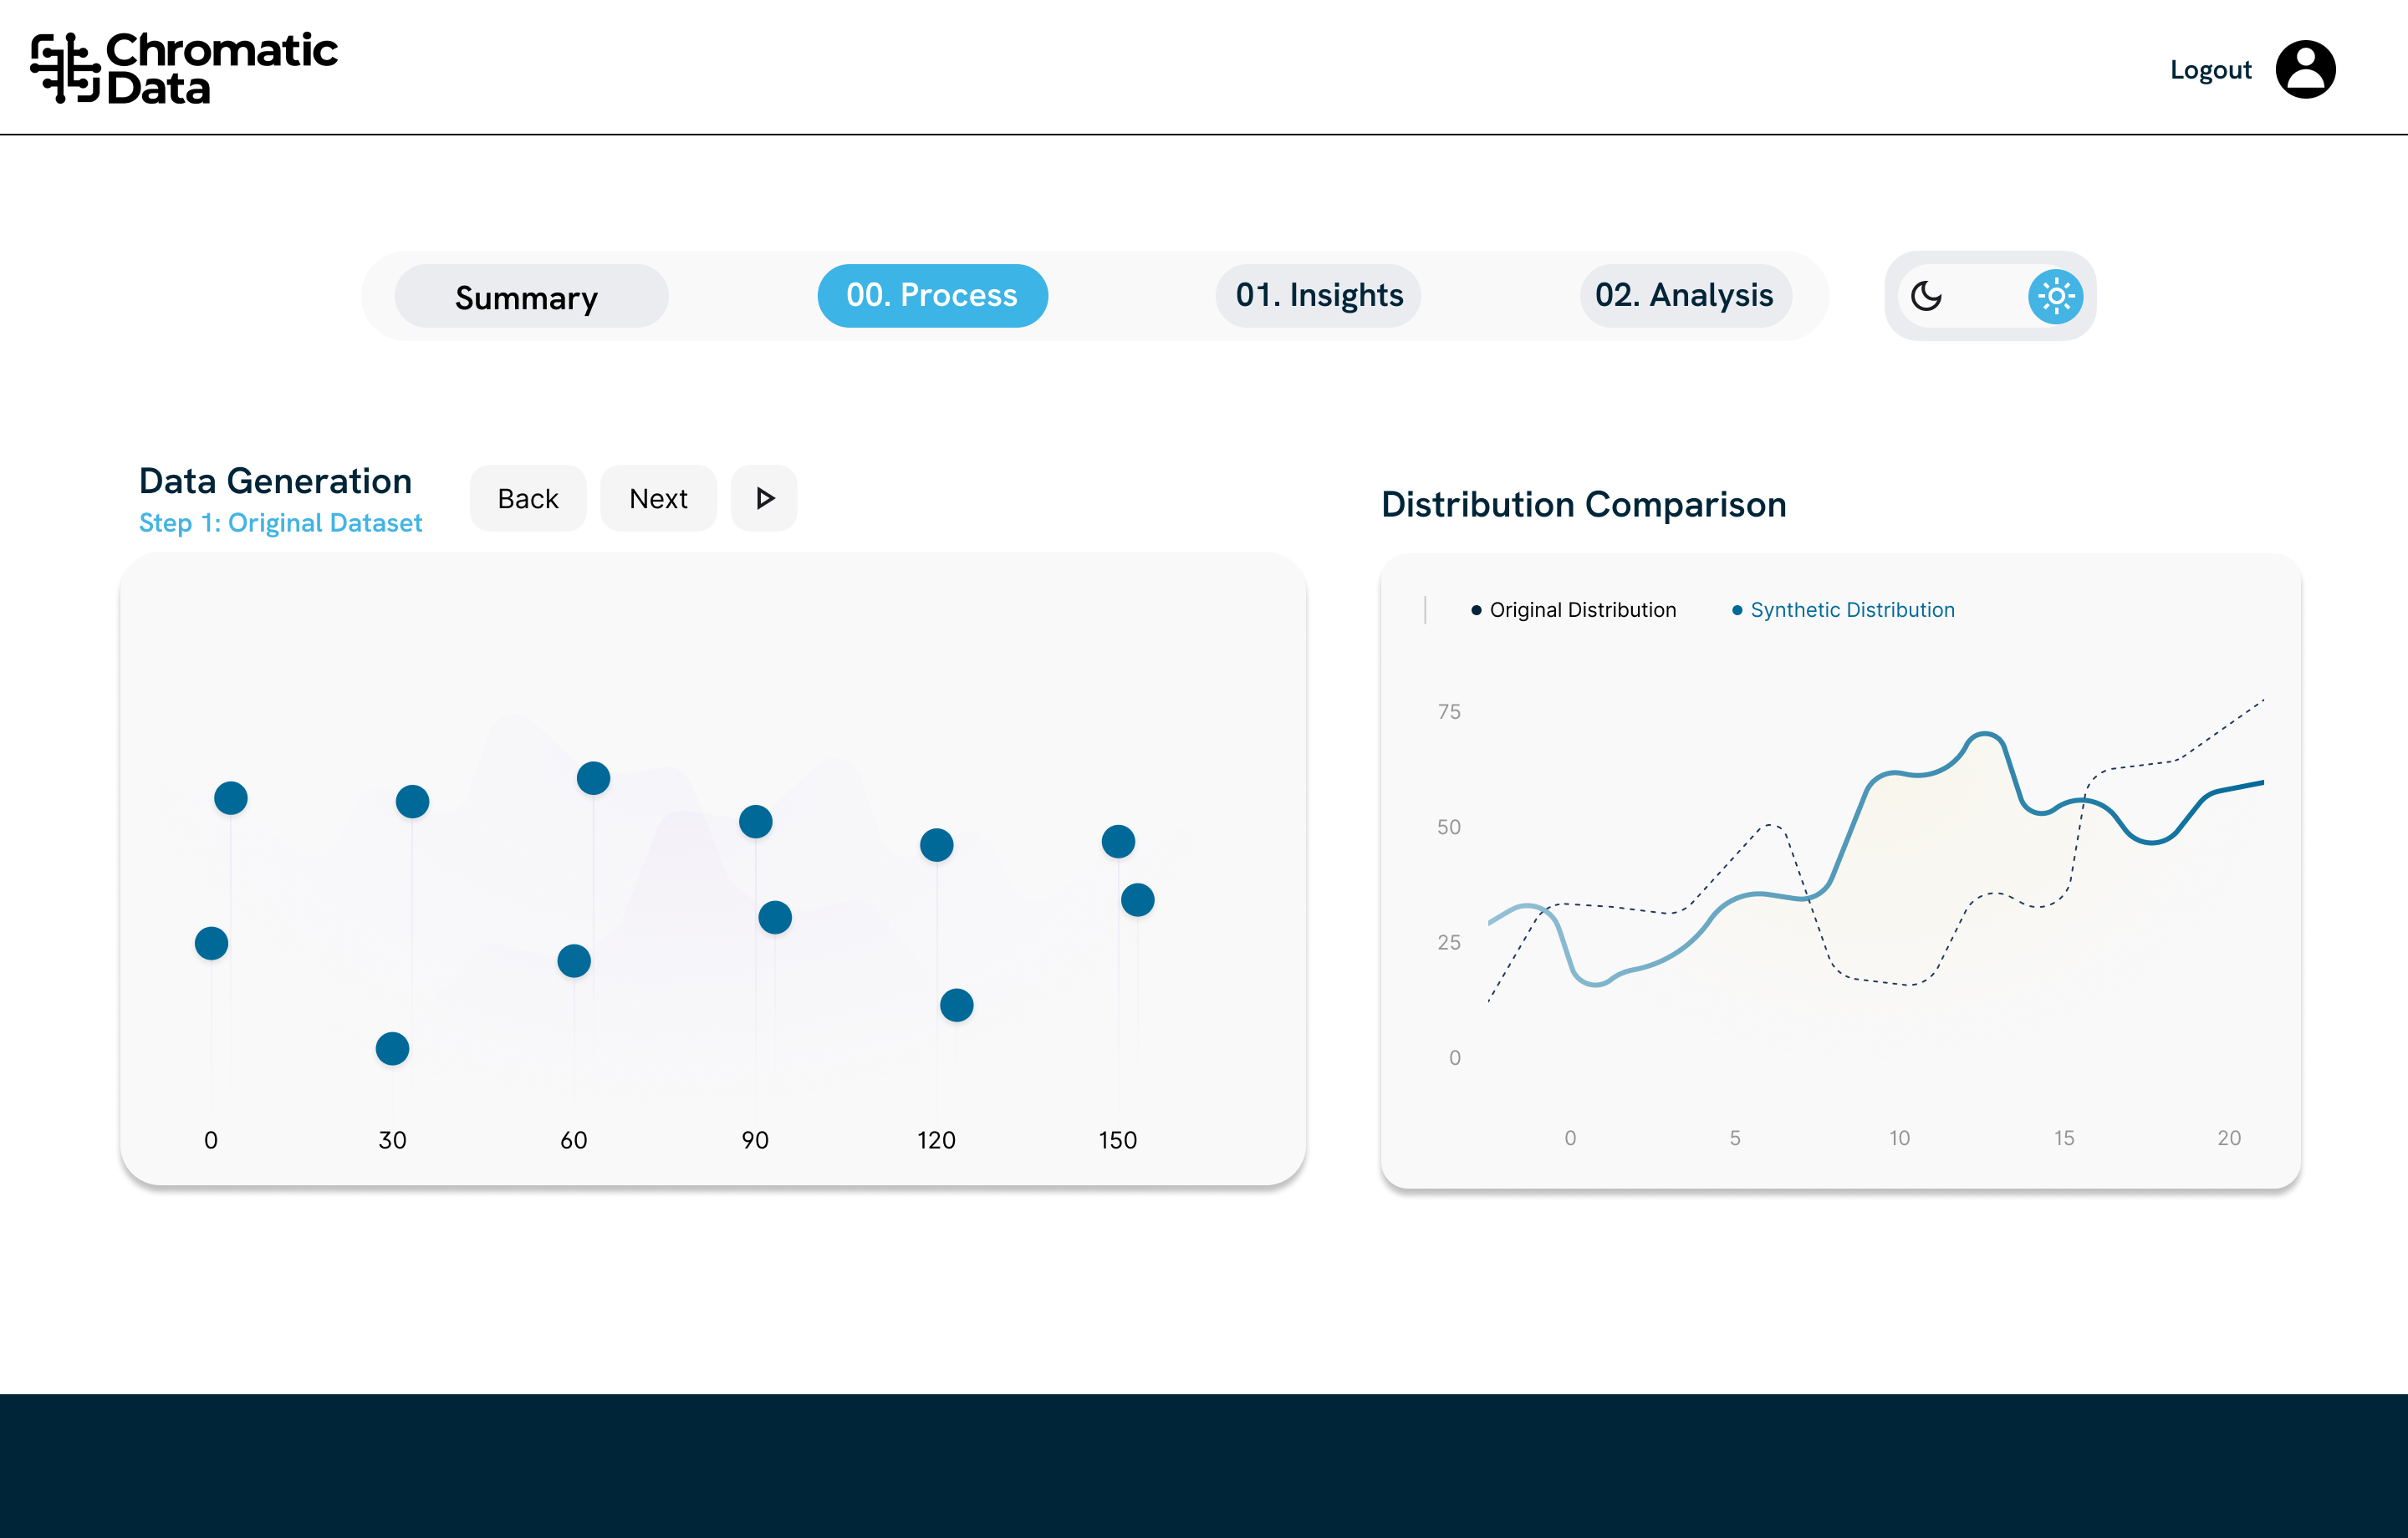 Chromatic
Data
Logout
Summary
00. Process
01. Insights
02. Analysis
Data Generation
Step 1: Original Dataset
Back
Next
0
30
60
90
120
150
Distribution Comparison
Original Distribution
Synthetic Distribution
75
50
25
0
0
5
10
15
20